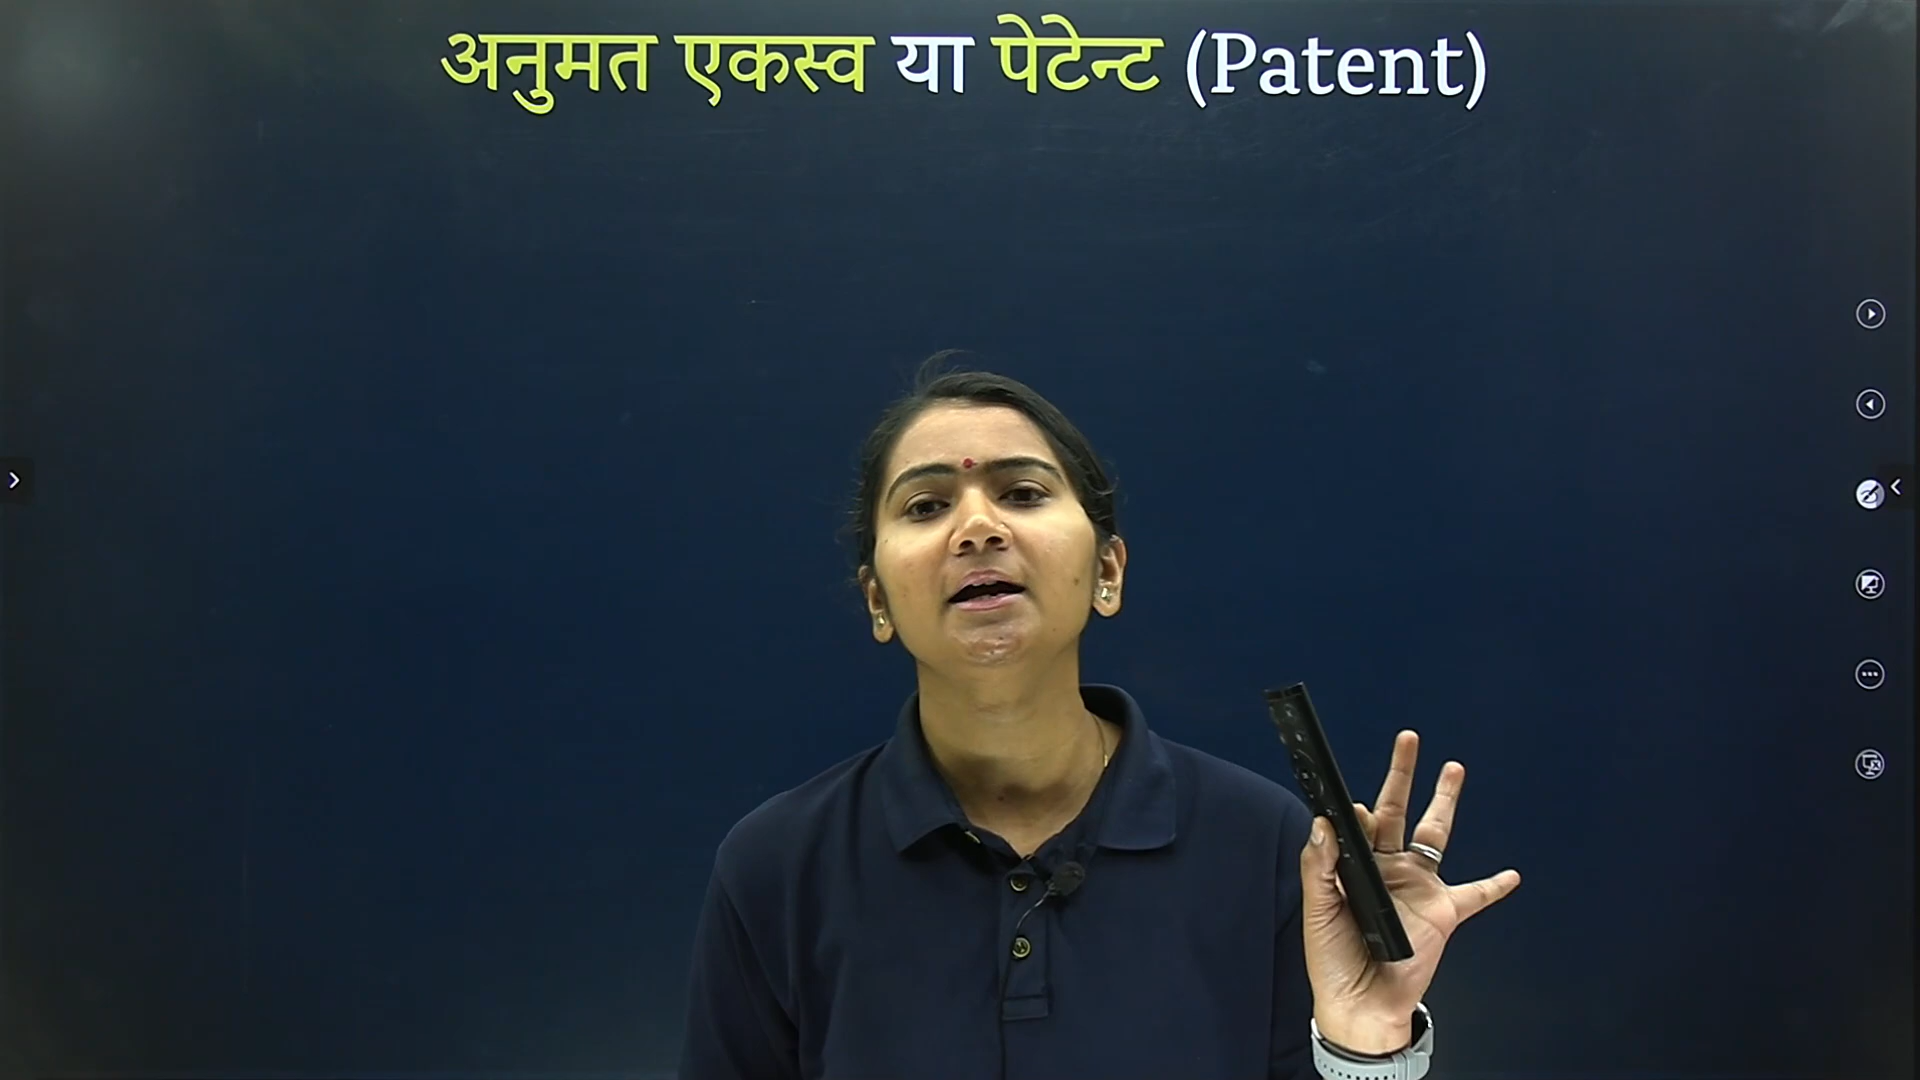 अनुमत एकस्व या पेटेन्ट (Patent)